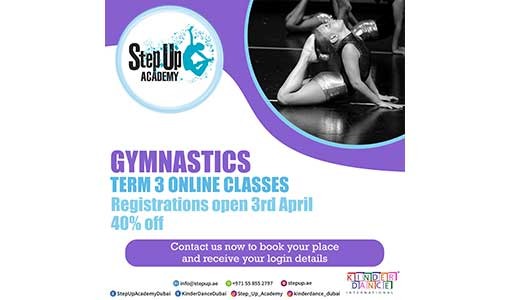 Step Up
ACADEMY
GYMNASTICS
TERM 3 ONLINE CLASSES
Registrations open 3rd April
40% off
Contact us now to book your place
and receive your login details
info@stepup.ae +971 55 855 2797 stepup.ae
StepUpAcademyDubai KinderDanceDubai Step_Up_Academy kinderdance_dubai
KINDER
DANCE
INTERNATIONAL